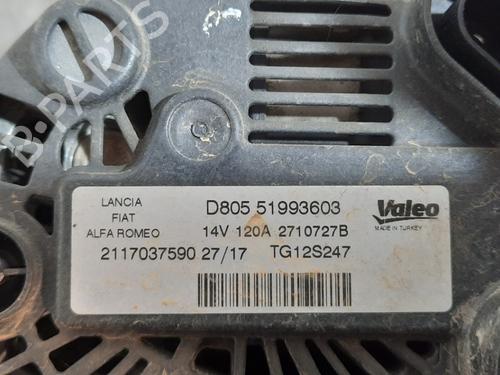 B-PARTS
LANCIA
FIAT
ALFA ROMEO
D805 51993603
14V 120A 2710727B
2117037590 27/17 TG12S247
Valeo
MADE IN TURKEY